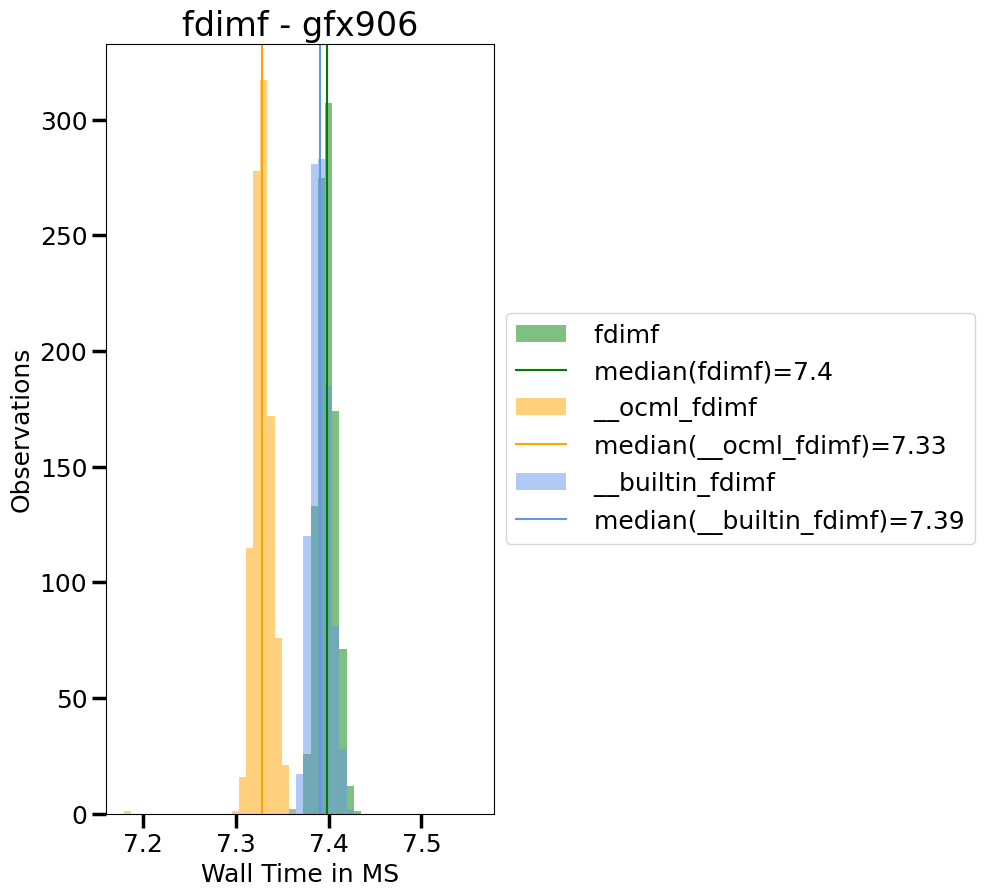 fdimf - gfx906
Observations
300
250
200
150
100
50
0
7.2 7.3 7.4 7.5
Wall Time in MS
fdimf
median(fdimf)=7.4
__ocml_fdimf
median(__ocml_fdimf)=7.33
__builtin_fdimf
median(__builtin_fdimf)=7.39